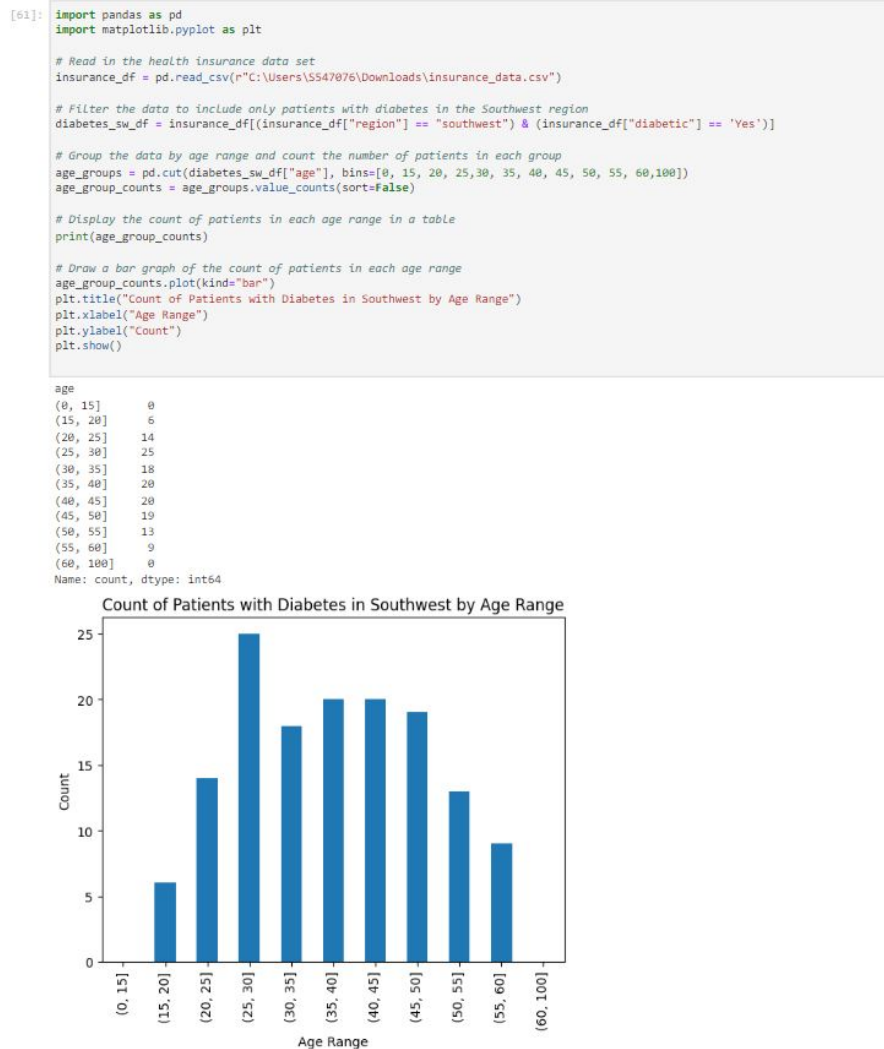 [61]: import pandas as pd
import matplotlib.pyplot as plt
# Read in the health insurance data set
insurance_df = pd.read_csv(r"C:\Users\S547076\Downloads\insurance_data.csv")
# Filter the data to include only patients with diabetes in the Southwest region
diabetes_sw_df = insurance_df[(insurance_df["region"] == "southwest") & (insurance_df["diabetic"] == 'Yes')]
# Group the data by age range and count the number of patients in each group
age_groups = pd.cut(diabetes_sw_df["age"], bins=[0, 15, 20, 25,30, 35, 40, 45, 50, 55, 60,100])
age_group_counts = age_groups.value_counts(sort=False)
# Display the count of patients in each age range in a table
print(age_group_counts)
# Draw a bar graph of the count of patients in each age range
age_group_counts.plot(kind="bar")
plt.title("Count of Patients with Diabetes in Southwest by Age Range")
plt.xlabel("Age Range")
plt.ylabel("Count")
plt.show()
age
(0, 15] 0
(15, 20] 6
(20, 25] 14
(25, 30] 25
(30, 35] 18
(35, 40] 20
(40, 45] 20
(45, 50] 19
(50, 55] 13
(55, 60] 9
(60, 100] 0
Name: count, dtype: int64
Count of Patients with Diabetes in Southwest by Age Range
25
20
15
10
5
0
Count
(0, 15]
(15, 20]
(20, 25]
(25, 30]
(30, 35]
(35, 40]
(40, 45]
(45, 50]
(50, 55]
(55, 60]
(60, 100]
Age Range